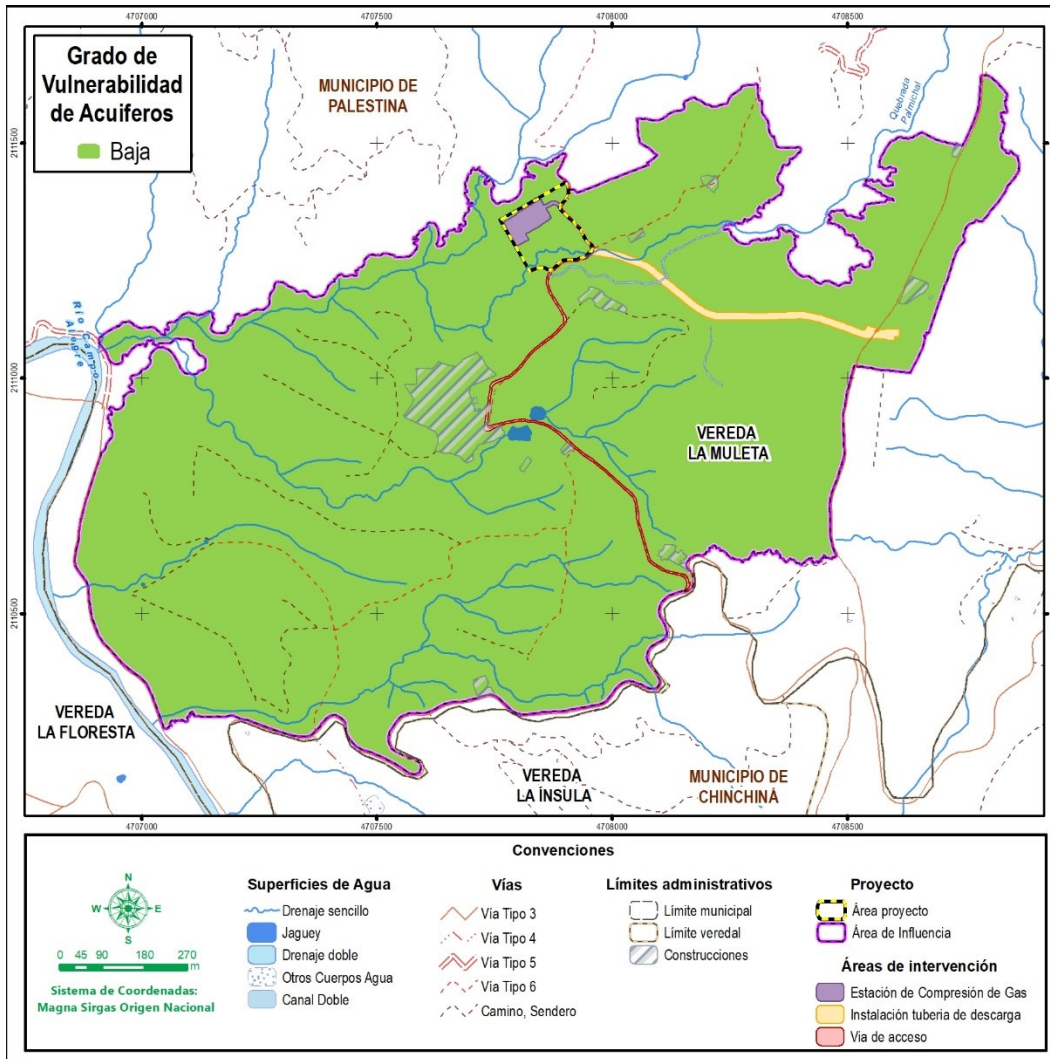 4707000
4707500
4708000
4708500
Grado de
Vulnerabilidad
de Acuiferos
Baja
MUNICIPIO DE
PALESTINA
Quebrada
Palmichal
2111500
2111000
2110500
Río Campo
Alegre
VEREDA
LA MULETA
VEREDA
LA FLORESTA
VEREDA
LA ÍNSULA
MUNICIPIO DE
CHINCHINÁ
4707000
4707500
4708000
4708500
Convenciones
N
W
E
S
0 45 90 180 270
m
Sistema de Coordenadas:
Magna Sirgas Origen Nacional
Superficies de Agua
Drenaje sencillo
Jaguey
Drenaje doble
Otros Cuerpos Agua
Canal Doble
Vías
Vía Tipo 3
Vía Tipo 4
Vía Tipo 5
Vía Tipo 6
Camino, Sendero
Límites administrativos
Límite municipal
Límite veredal
Construcciones
Proyecto
Área proyecto
Área de Influencia
Áreas de intervención
Estación de Compresión de Gas
Instalación tuberia de descarga
Via de acceso